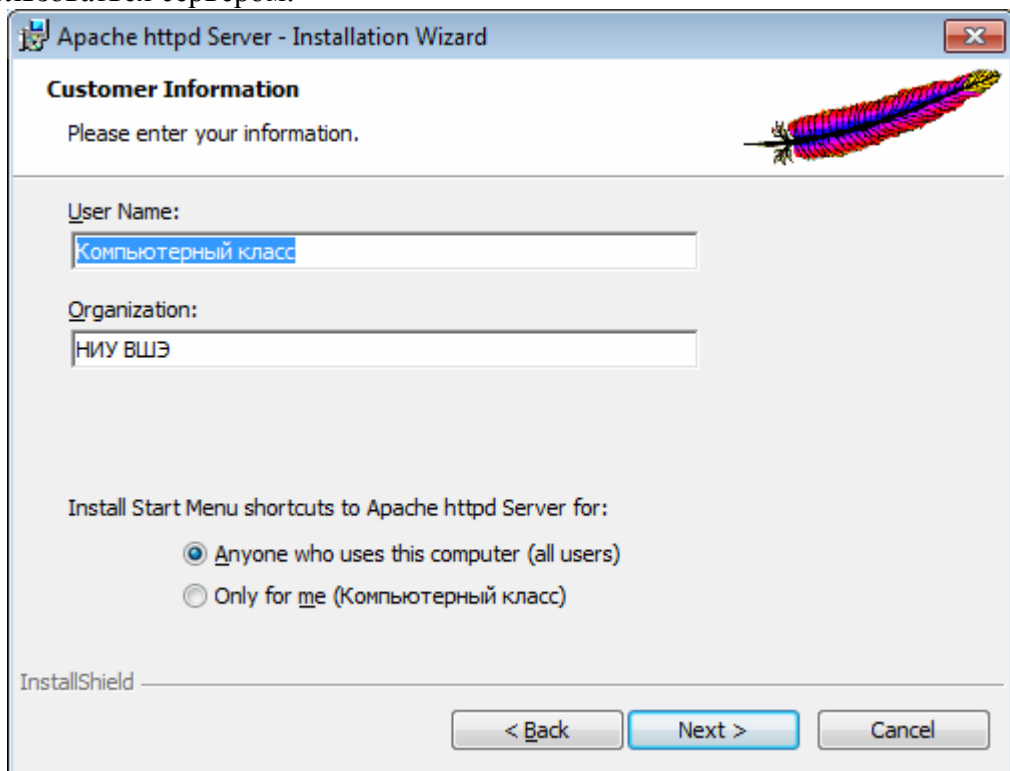 сервером.
Apache httpd Server - Installation Wizard
Customer Information
Please enter your information.
User Name:
Компьютерный класс
Organization:
НИУ ВШЭ
Install Start Menu shortcuts to Apache httpd Server for:
Anyone who uses this computer (all users)
Only for me (Компьютерный класс)
InstallShield
< Back Next > Cancel